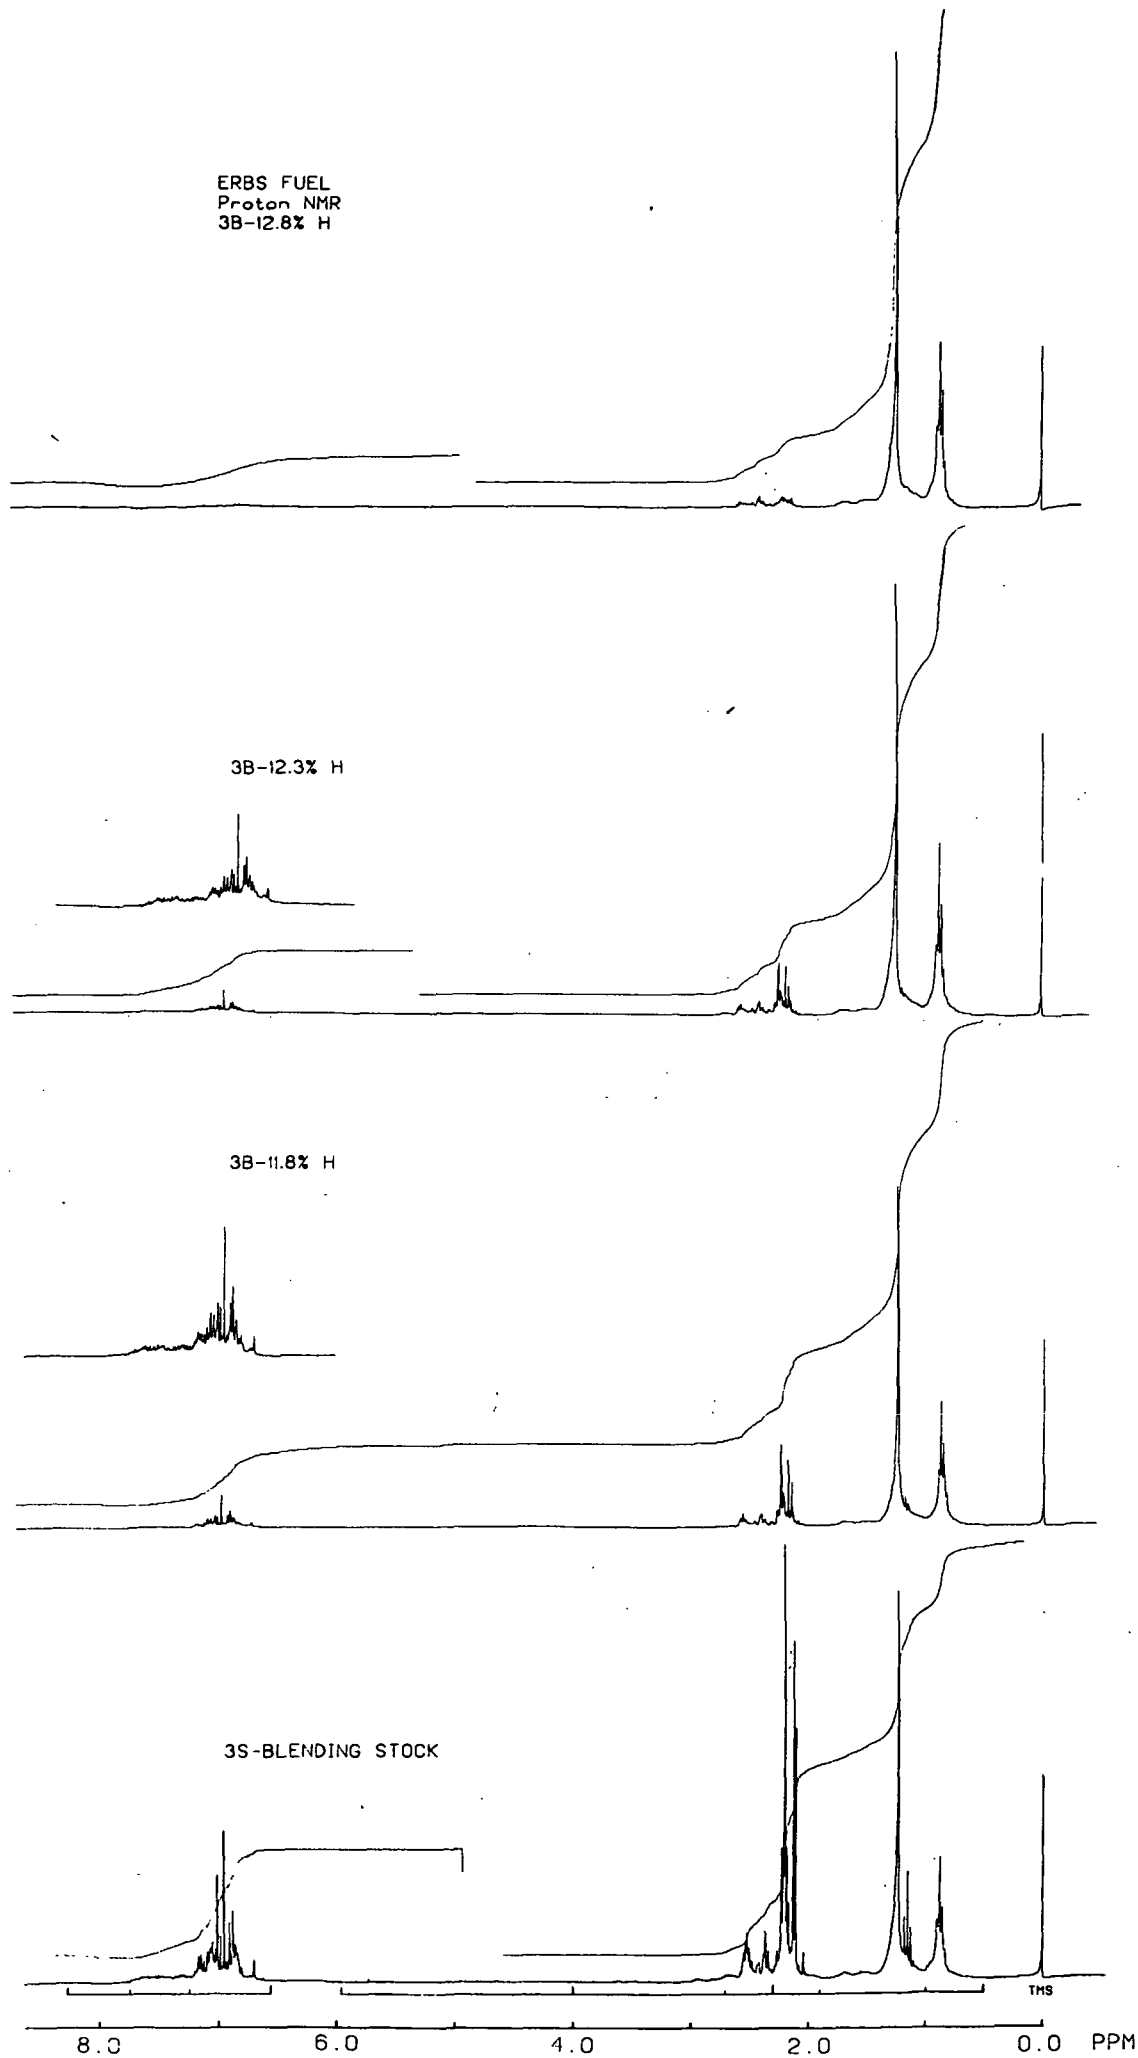 ERBS FUEL
Proton NMR
3B-12.8% H
3B-12.3% H
3B-11.8% H
3S-BLENDING STOCK
TMS
8.0 6.0 4.0 2.0 0.0 PPM